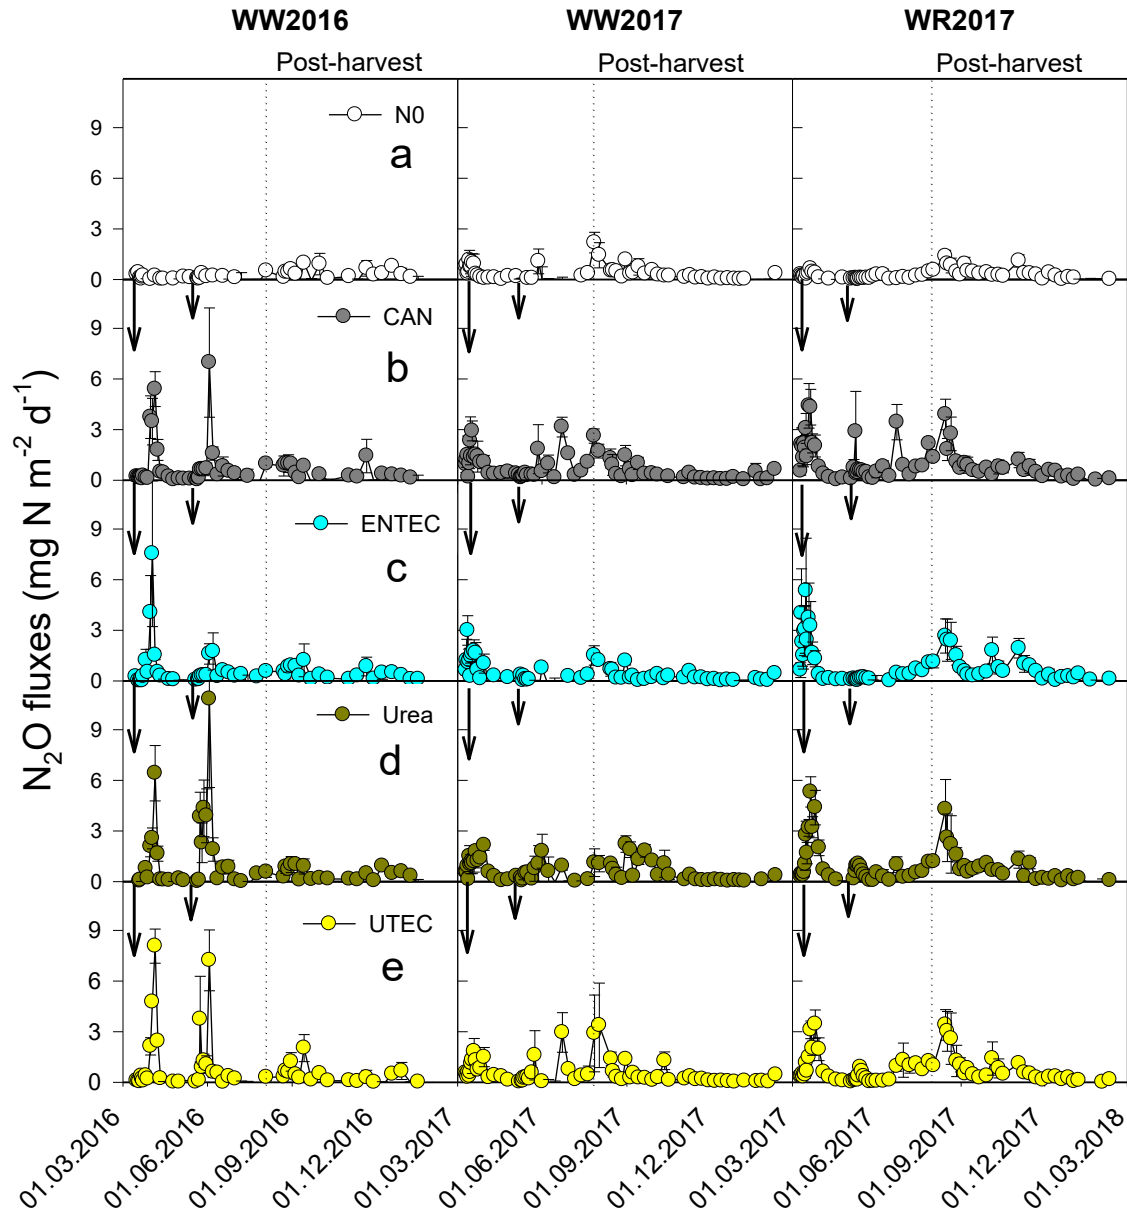 WW2016 WW2017 WR2017
Post-harvest Post-harvest Post-harvest
N₂O fluxes (mg N m⁻² d⁻¹)
9
6
3
0
N0
a
9
6
3
0
CAN
b
9
6
3
0
ENTEC
c
9
6
3
0
Urea
d
9
6
3
0
UTEC
e
01.03.2016 01.06.2016 01.09.2016 01.12.2016 01.03.2017 01.06.2017 01.09.2017 01.12.2017 01.03.2017 01.06.2017 01.09.2017 01.12.2017 01.03.2018